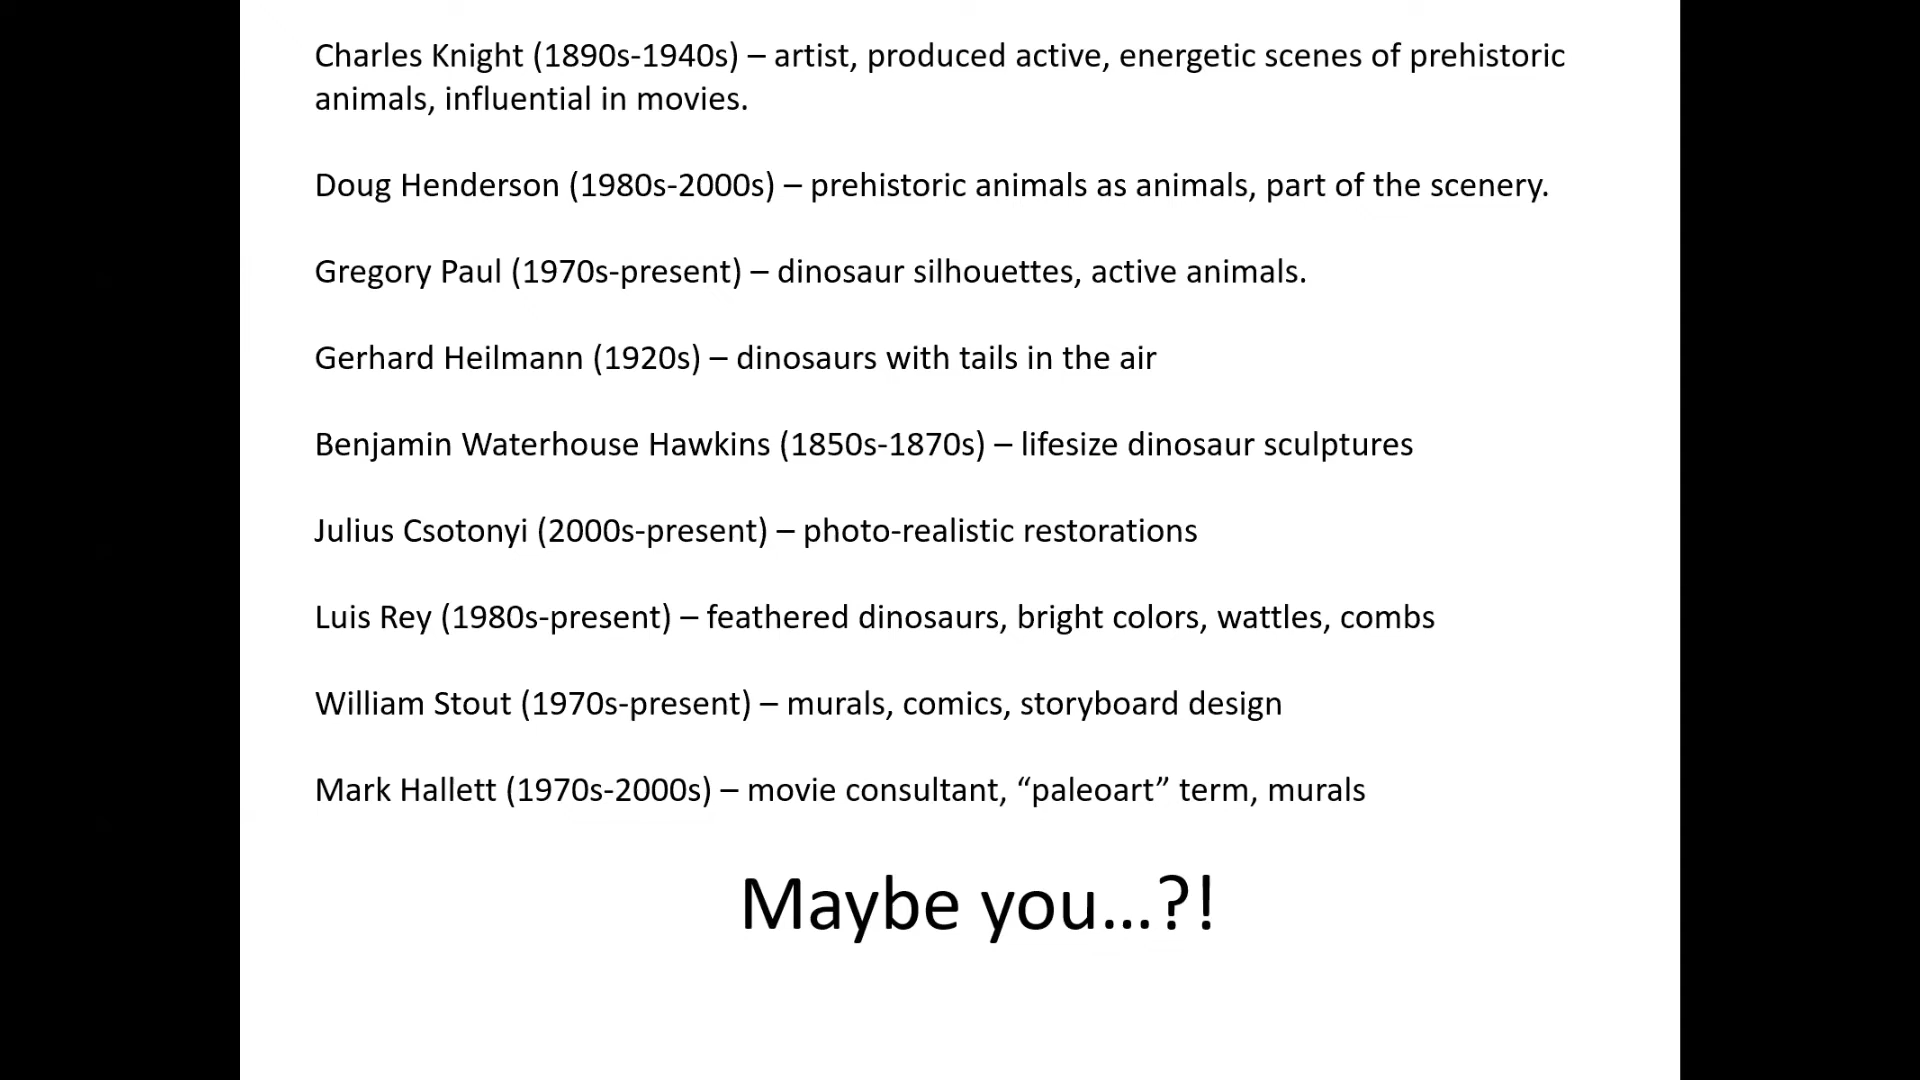 Charles Knight (1890s-1940s) – artist, produced active, energetic scenes of prehistoric
animals, influential in movies.
Doug Henderson (1980s-2000s) – prehistoric animals as animals, part of the scenery.
Gregory Paul (1970s-present) – dinosaur silhouettes, active animals.
Gerhard Heilmann (1920s) – dinosaurs with tails in the air
Benjamin Waterhouse Hawkins (1850s-1870s) – lifesize dinosaur sculptures
Julius Csotonyi (2000s-present) – photo-realistic restorations
Luis Rey (1980s-present) – feathered dinosaurs, bright colors, wattles, combs
William Stout (1970s-present) – murals, comics, storyboard design
Mark Hallett (1970s-2000s) – movie consultant, “paleoart” term, murals
Maybe you...?!